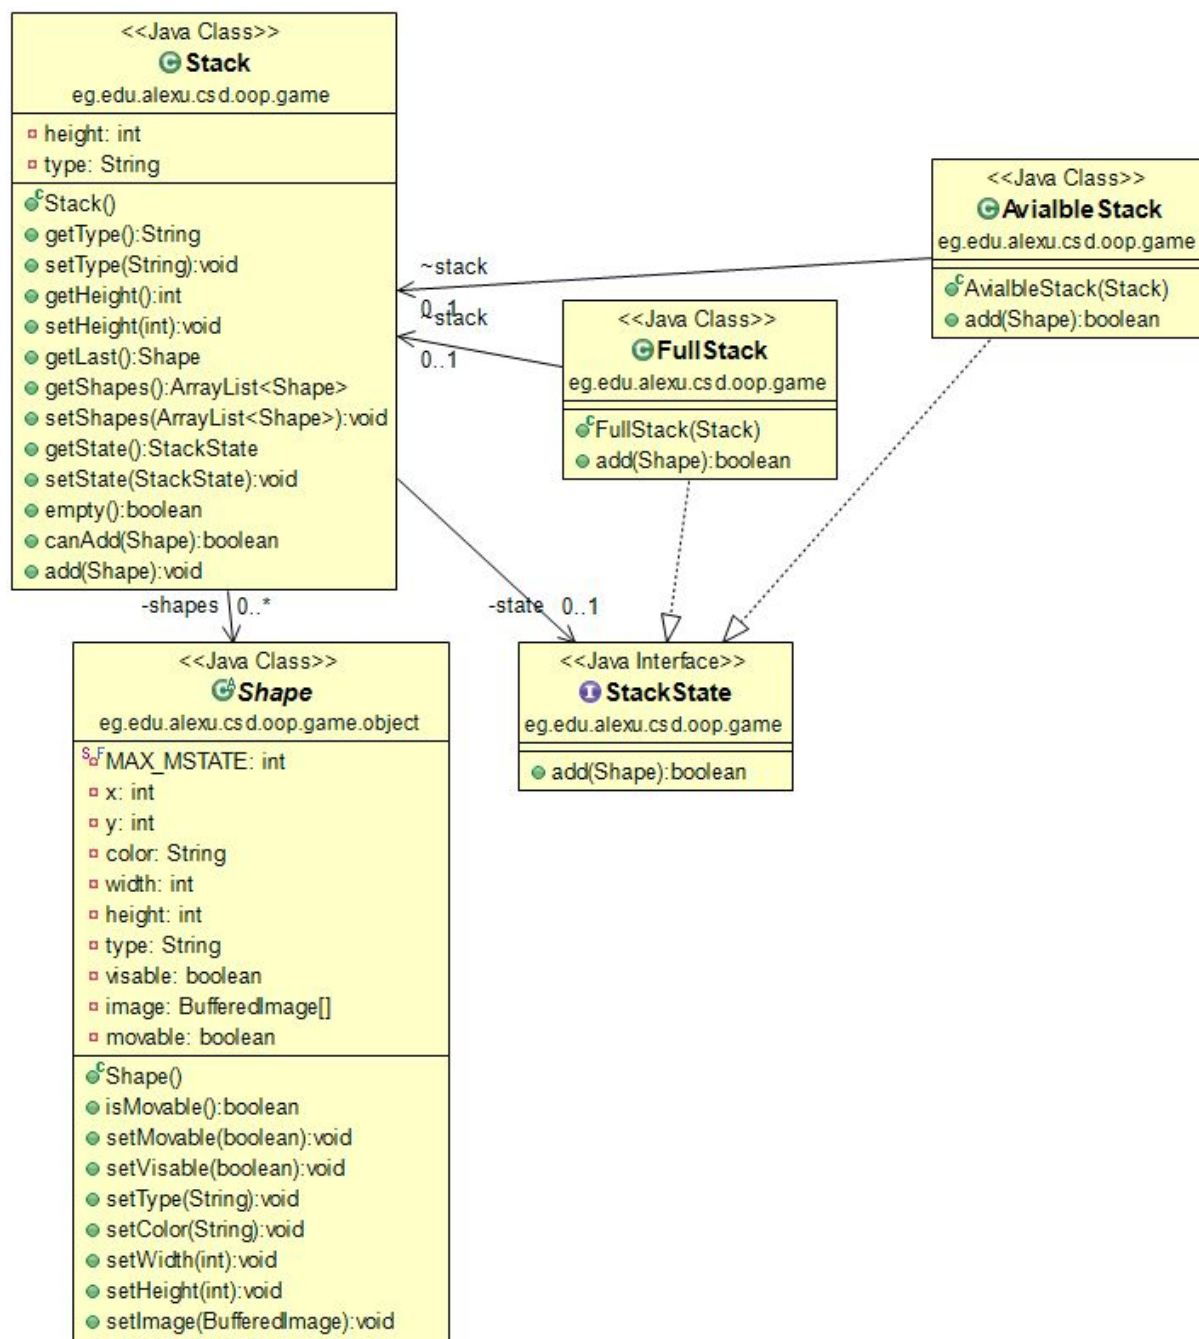 <<Java Class>>
Stack
eg.edu.alexu.csd.oop.game
height: int
type: String
Stack()
getType():String
setType(String):void
getHeight():int
setHeight(int):void
getLast():Shape
getShapes():ArrayList<Shape>
setShapes(ArrayList<Shape>):void
getState():StackState
setState(StackState):void
empty():boolean
canAdd(Shape):boolean
add(Shape):void
~stack
0..1
~stack
0..1
<<Java Class>>
AvialbleStack
eg.edu.alexu.csd.oop.game
AvialbleStack(Stack)
add(Shape):boolean
<<Java Class>>
FullStack
eg.edu.alexu.csd.oop.game
FullStack(Stack)
add(Shape):boolean
-shapes 0..*
-state 0..1
<<Java Class>>
Shape
eg.edu.alexu.csd.oop.game.object
MAX_MSTATE: int
x: int
y: int
color: String
width: int
height: int
type: String
visable: boolean
image: BufferedImage[]
movable: boolean
Shape()
isMovable():boolean
setMovable(boolean):void
setVisable(boolean):void
setType(String):void
setColor(String):void
setWidth(int):void
setHeight(int):void
setImage(BufferedImage):void
<<Java Interface>>
StackState
eg.edu.alexu.csd.oop.game
add(Shape):boolean